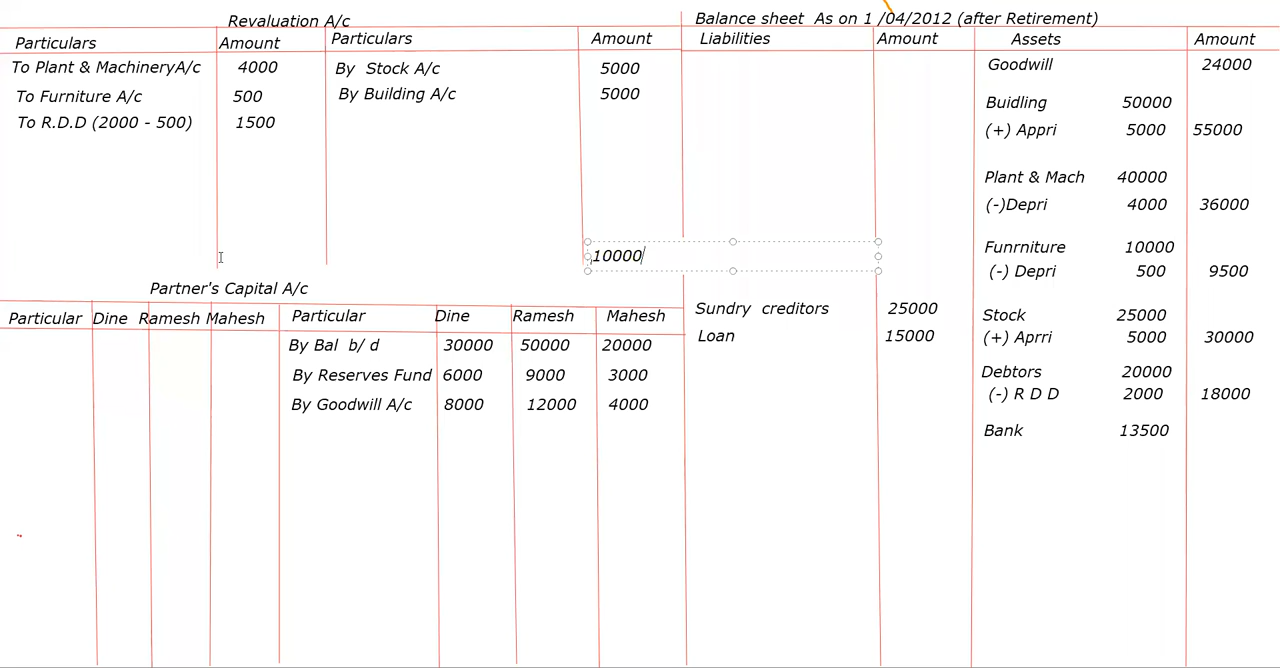 Revaluation A/c
Particulars Amount Particulars Amount
To Plant & MachineryA/c 4000 By Stock A/c 5000
To Furniture A/c 500 By Building A/c 5000
To R.D.D (2000 - 500) 1500
10000
Partner's Capital A/c
Particular Dine Ramesh Mahesh Particular Dine Ramesh Mahesh
By Bal b/ d 30000 50000 20000
By Reserves Fund 6000 9000 3000
By Goodwill A/c 8000 12000 4000
Balance sheet As on 1 /04/2012 (after Retirement)
Liabilities Amount Assets Amount
Goodwill 24000
Buidling 50000
(+) Appri 5000 55000
Plant & Mach 40000
(-)Depri 4000 36000
Funrniture 10000
(-) Depri 500 9500
Sundry creditors 25000 Stock 25000
Loan 15000 (+) Aprri 5000 30000
Debtors 20000
(-) R D D 2000 18000
Bank 13500